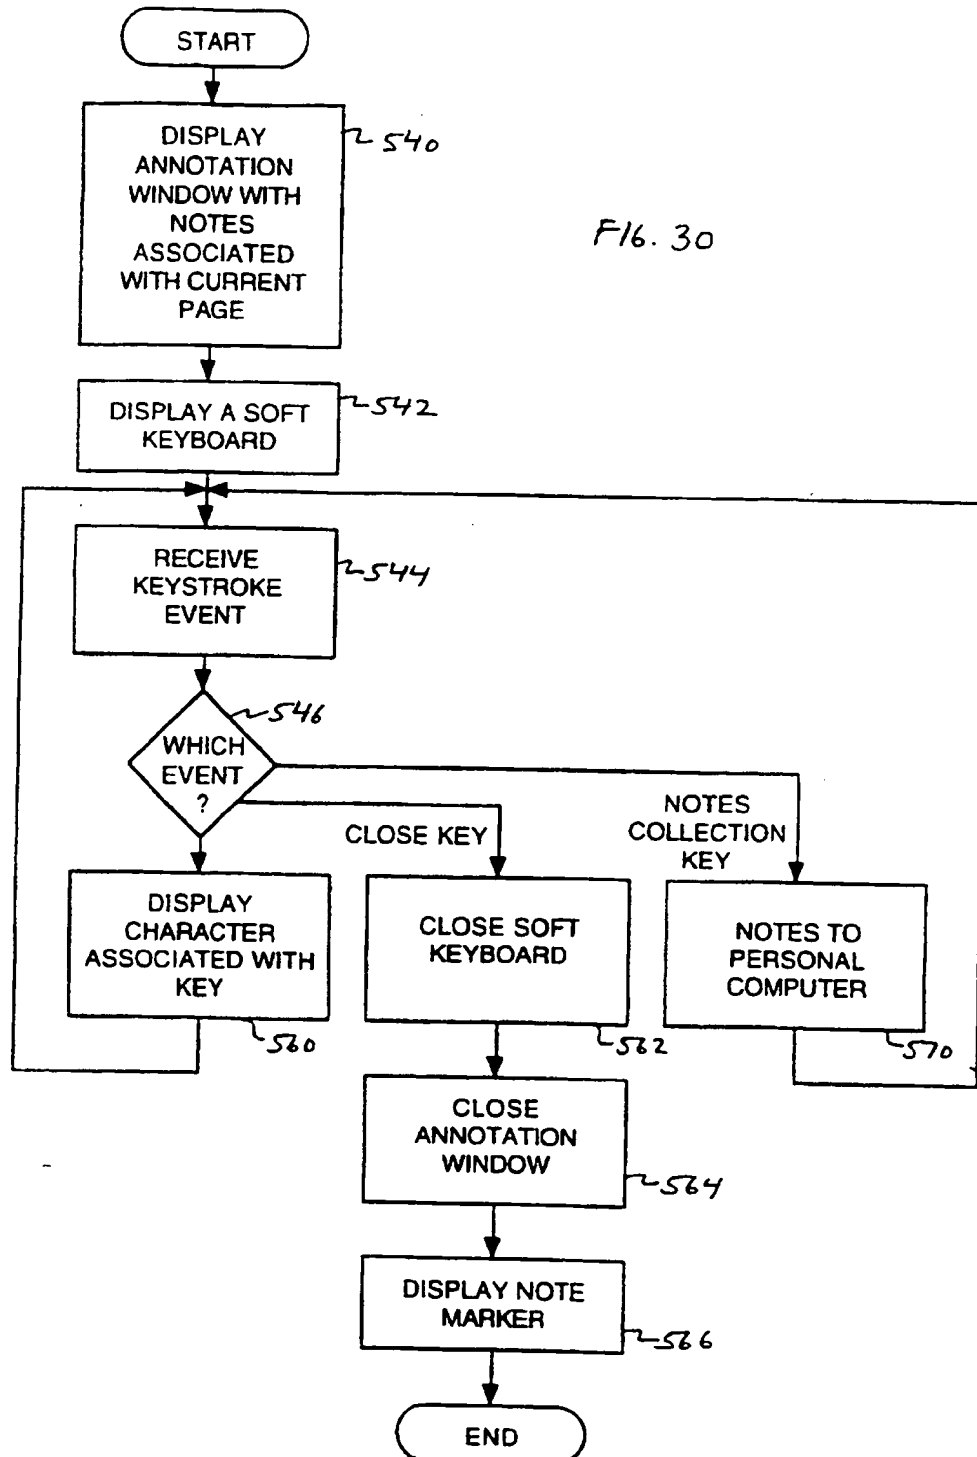 START
DISPLAY
ANNOTATION
WINDOW WITH
NOTES
ASSOCIATED
WITH CURRENT
PAGE
540
FIG. 30
DISPLAY A SOFT
KEYBOARD
542
RECEIVE
KEYSTROKE
EVENT
544
WHICH
EVENT
?
546
CLOSE KEY
NOTES
COLLECTION
KEY
DISPLAY
CHARACTER
ASSOCIATED WITH
KEY
560
CLOSE SOFT
KEYBOARD
562
NOTES TO
PERSONAL
COMPUTER
570
CLOSE
ANNOTATION
WINDOW
564
DISPLAY NOTE
MARKER
566
END